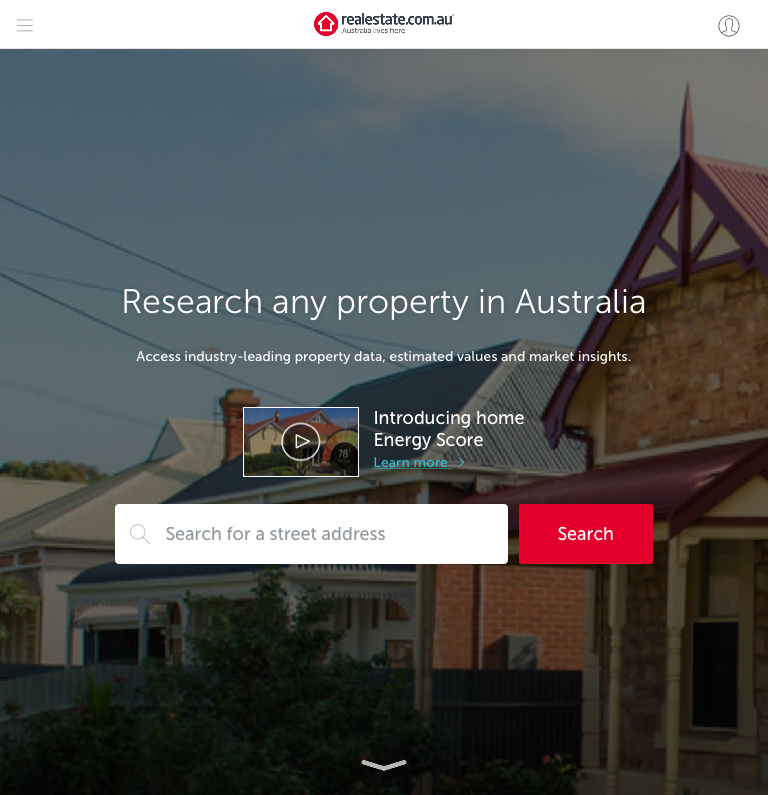 realestate.com.au
Australia lives here
Research any property in Australia
Access industry-leading property data, estimated values and market insights.
78
Introducing home
Energy Score
Learn more
Search for a street address
Search